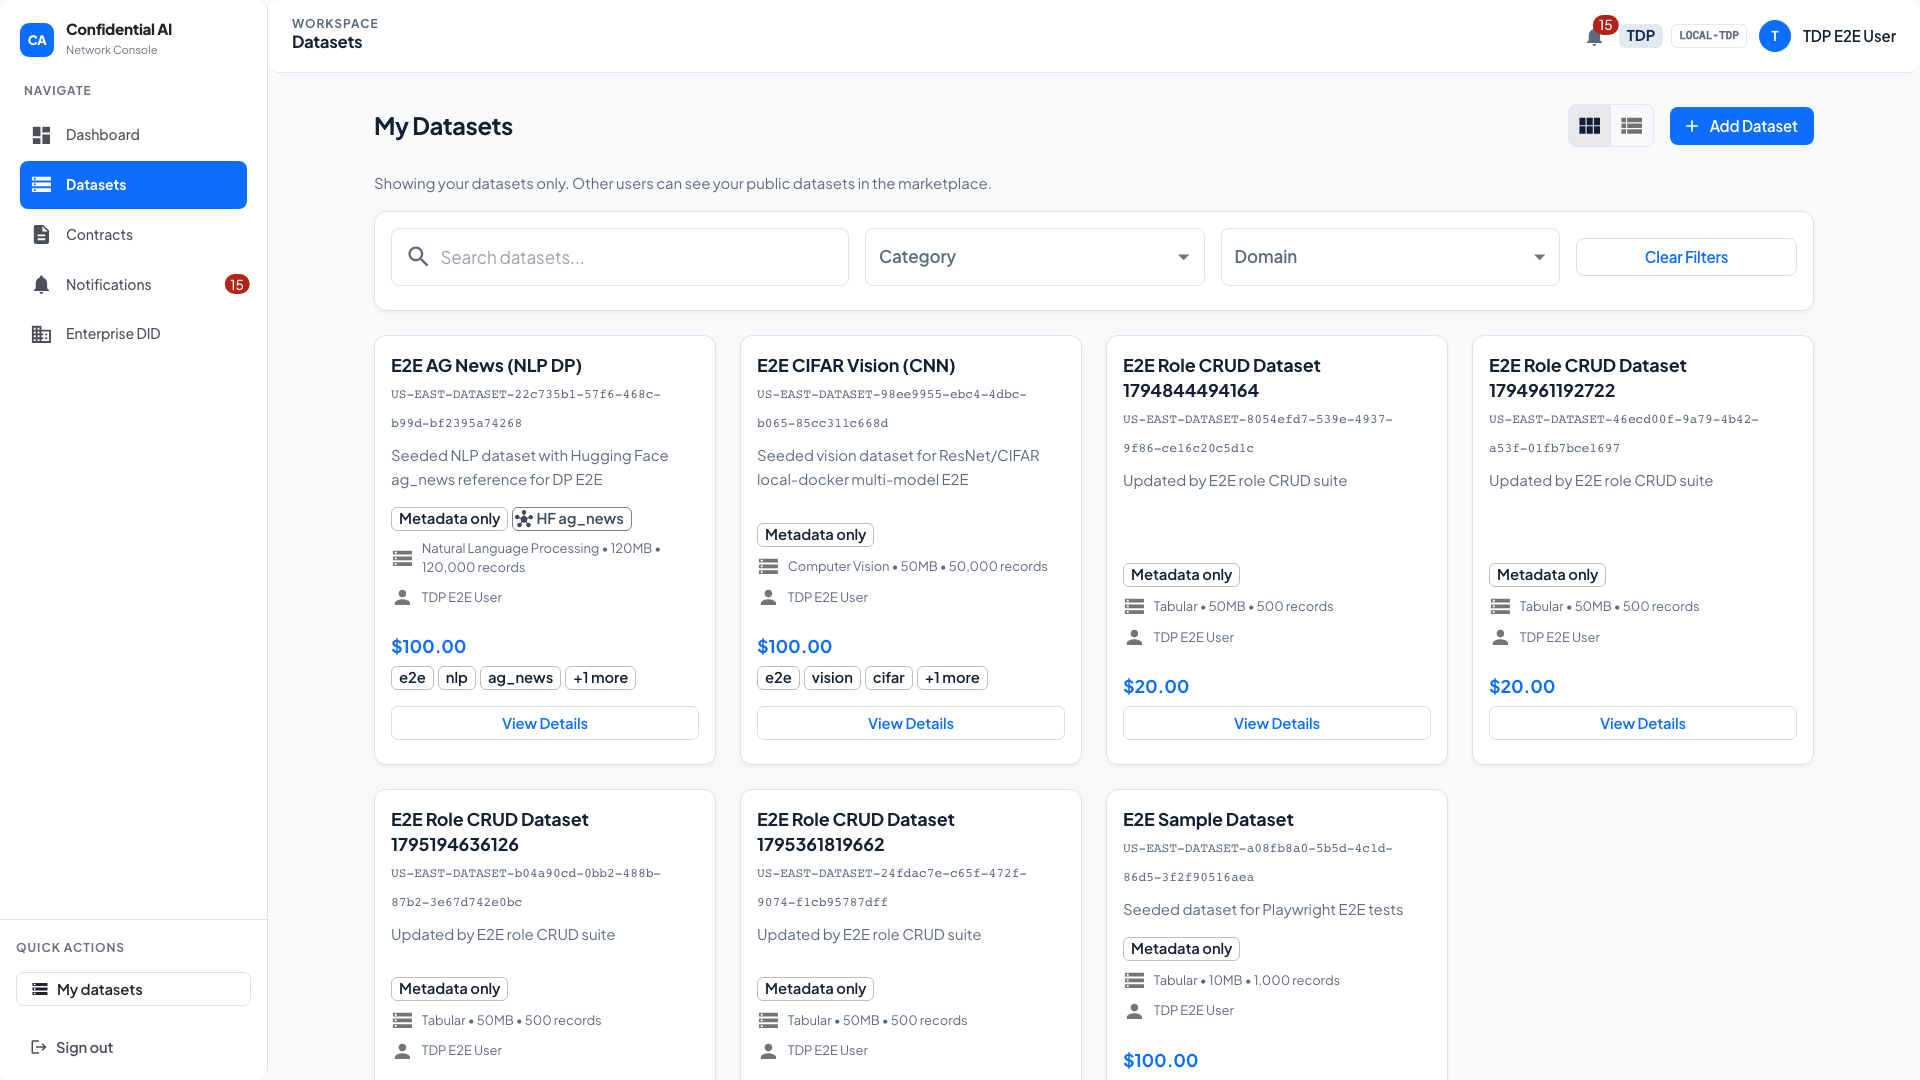 CA
Confidential AI
Network Console
NAVIGATE
Dashboard
Datasets
Contracts
Notifications
15
Enterprise DID
QUICK ACTIONS
My datasets
Sign out
WORKSPACE
Datasets
15
TDP
LOCAL-TDP
T
TDP E2E User
My Datasets
Add Dataset
Showing your datasets only. Other users can see your public datasets in the marketplace.
Search datasets...
Category
Domain
Clear Filters
E2E AG News (NLP DP)
US-EAST-DATASET-22c735b1-57f6-468c-
b99d-bf2395a74268
Seeded NLP dataset with Hugging Face
ag_news reference for DP E2E
Metadata only
HF ag_news
Natural Language Processing • 120MB •
120,000 records
TDP E2E User
$100.00
e2e
nlp
ag_news
+1 more
View Details
E2E CIFAR Vision (CNN)
US-EAST-DATASET-98ee9955-ebc4-4dbc-
b065-85cc311c668d
Seeded vision dataset for ResNet/CIFAR
local-docker multi-model E2E
Metadata only
Computer Vision • 50MB • 50,000 records
TDP E2E User
$100.00
e2e
vision
cifar
+1 more
View Details
E2E Role CRUD Dataset
1794844494164
US-EAST-DATASET-8054efd7-539e-4937-
9f86-ce16c20c5d1c
Updated by E2E role CRUD suite
Metadata only
Tabular • 50MB • 500 records
TDP E2E User
$20.00
View Details
E2E Role CRUD Dataset
1794961192722
US-EAST-DATASET-46ecd00f-9a79-4b42-
a53f-01fb7bce1697
Updated by E2E role CRUD suite
Metadata only
Tabular • 50MB • 500 records
TDP E2E User
$20.00
View Details
E2E Role CRUD Dataset
1795194636126
US-EAST-DATASET-b04a90cd-0bb2-488b-
87b2-3e67d742e0bc
Updated by E2E role CRUD suite
Metadata only
Tabular • 50MB • 500 records
TDP E2E User
E2E Role CRUD Dataset
1795361819662
US-EAST-DATASET-24fdac7e-c65f-472f-
9074-f1cb95787dff
Updated by E2E role CRUD suite
Metadata only
Tabular • 50MB • 500 records
TDP E2E User
E2E Sample Dataset
US-EAST-DATASET-a08fb8a0-5b5d-4c1d-
86d5-3f2f90516aea
Seeded dataset for Playwright E2E tests
Metadata only
Tabular • 10MB • 1,000 records
TDP E2E User
$100.00